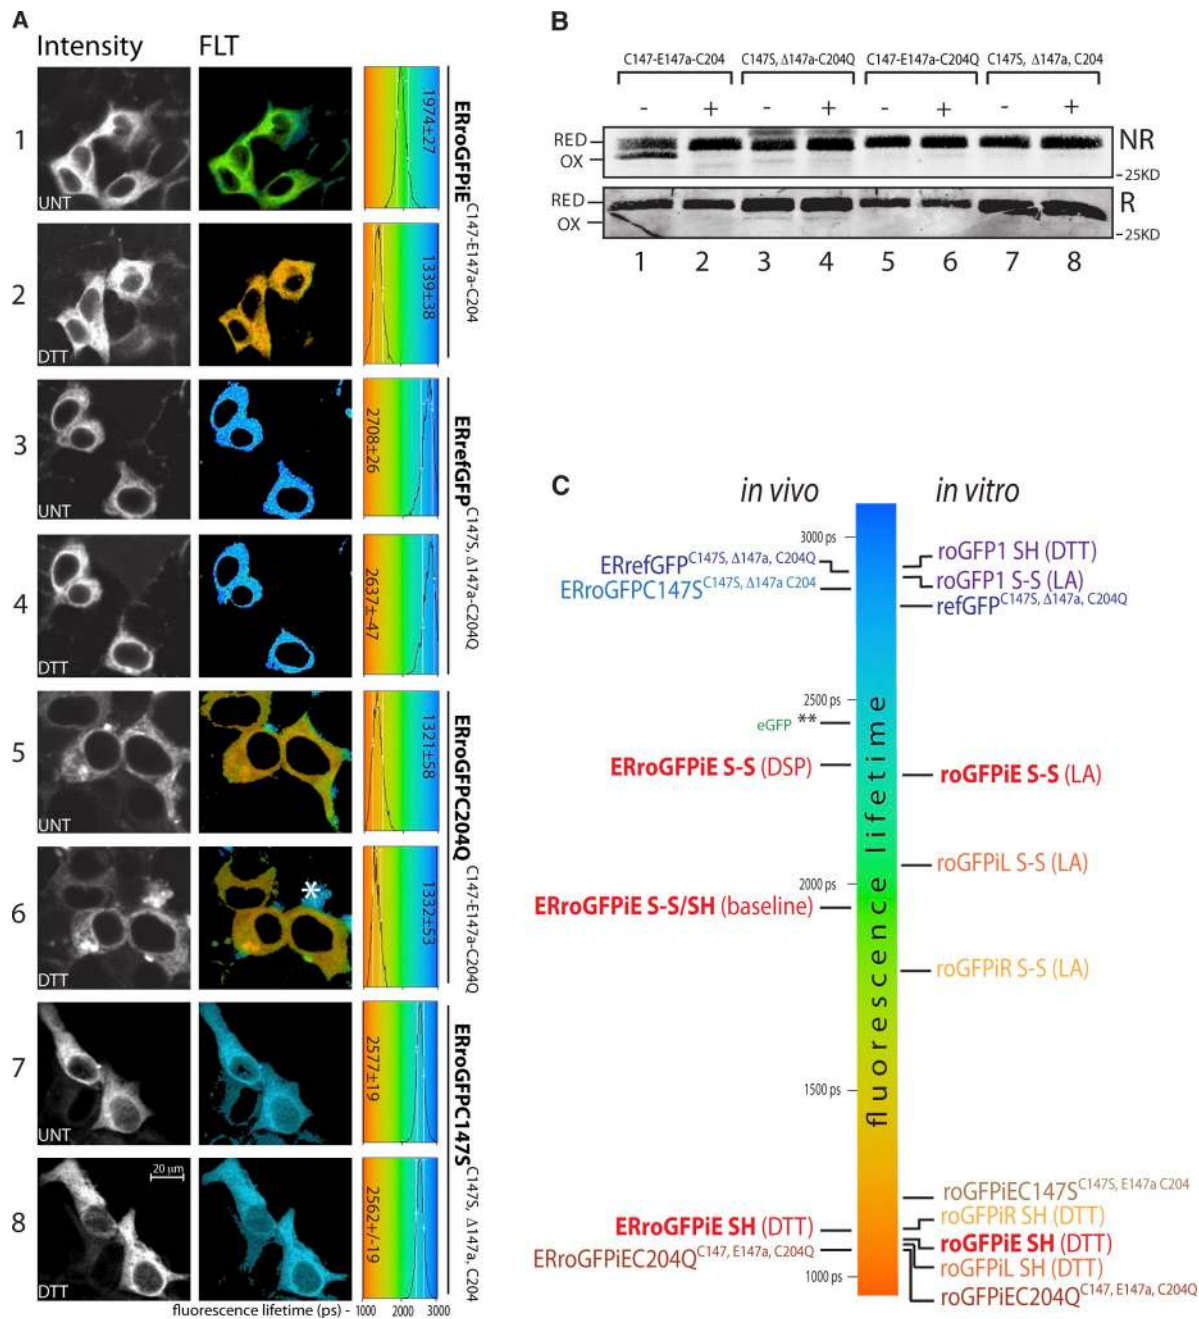 A
Intensity FLT
1
UNT
1974±27
ERroGFPiE C147-E147a-C204
2
DTT
1339±38
3
UNT
2708±26
ERrefGFP C147S, Δ147a-C204Q
4
DTT
2637±-47
5
UNT
1321±58
ERroGFPC204Q C147-E147a-C204Q
6
*
DTT
1332±53
7
UNT
2577±19
ERroGFPC147S C147S, Δ147a, C204
8
20 µm
DTT
2562+/-19
fluorescence lifetime (ps) - 1000 2000 3000
B
C147-E147a-C204 C147S, Δ147a-C204Q C147-E147a-C204Q C147S, Δ147a, C204
- + - + - + - +
RED
OX
NR
-25KD
RED
OX
R
-25KD
1 2 3 4 5 6 7 8
C
in vivo in vitro
fluorescence lifetime
3000 ps
2500 ps
2000 ps
1500 ps
1000 ps
ERrefGFP C147S, Δ147a, C204Q
ERroGFPC147S C147S, Δ147a C204
eGFP **
ERroGFPiE S-S (DSP)
ERroGFPiE S-S/SH (baseline)
ERroGFPiE SH (DTT)
ERroGFPiEC204Q C147, E147a, C204Q
roGFP1 SH (DTT)
roGFP1 S-S (LA)
refGFP C147S, Δ147a, C204Q
roGFPiE S-S (LA)
roGFPiL S-S (LA)
roGFPiR S-S (LA)
roGFPiEC147S C147S, E147a C204
roGFPiR SH (DTT)
roGFPiE SH (DTT)
roGFPiL SH (DTT)
roGFPiEC204Q C147, E147a, C204Q